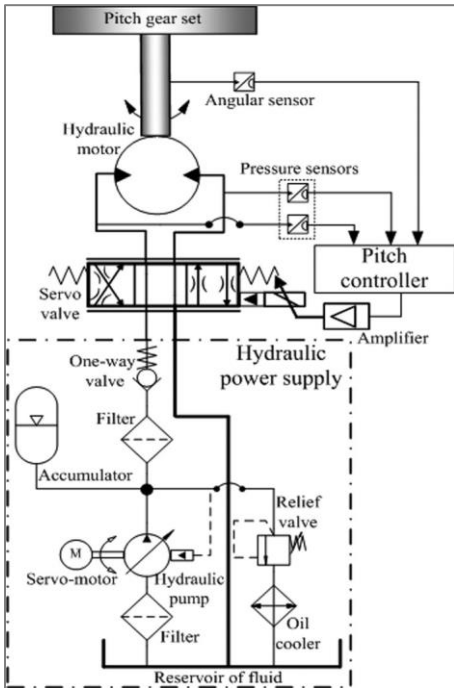 Pitch gear set
Angular sensor
Hydraulic
motor
Pressure sensors
Pitch
controller
Servo
valve
Amplifier
One-way
valve
Hydraulic
power supply
Filter
Accumulator
Relief
valve
M
Servo-motor
Hydraulic
pump
Filter
Oil
cooler
Reservoir of fluid